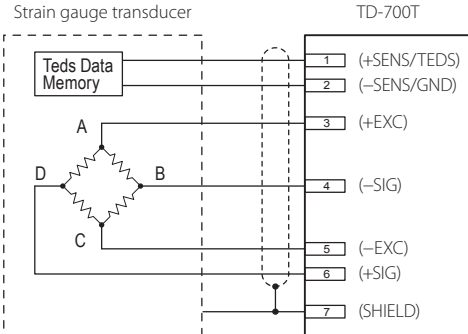 Strain gauge transducer
TD-700T
Teds Data
Memory
1 (+SENS/TEDS)
2 (−SENS/GND)
A
3 (+EXC)
D
B
4 (−SIG)
C
5 (−EXC)
6 (+SIG)
7 (SHIELD)